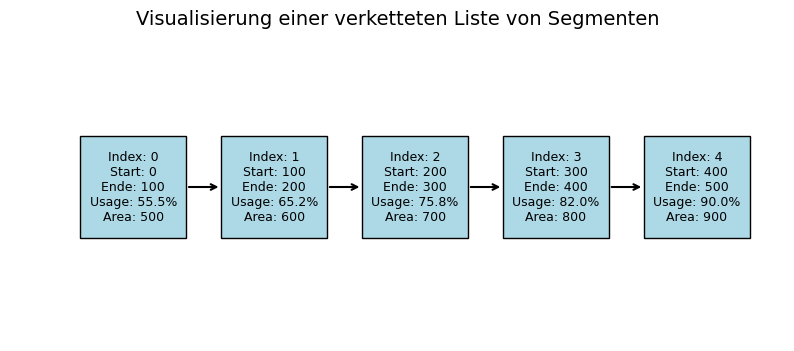 Visualisierung einer verketteten Liste von Segmenten
Index: 0
Start: 0
Ende: 100
Usage: 55.5%
Area: 500
Index: 1
Start: 100
Ende: 200
Usage: 65.2%
Area: 600
Index: 2
Start: 200
Ende: 300
Usage: 75.8%
Area: 700
Index: 3
Start: 300
Ende: 400
Usage: 82.0%
Area: 800
Index: 4
Start: 400
Ende: 500
Usage: 90.0%
Area: 900